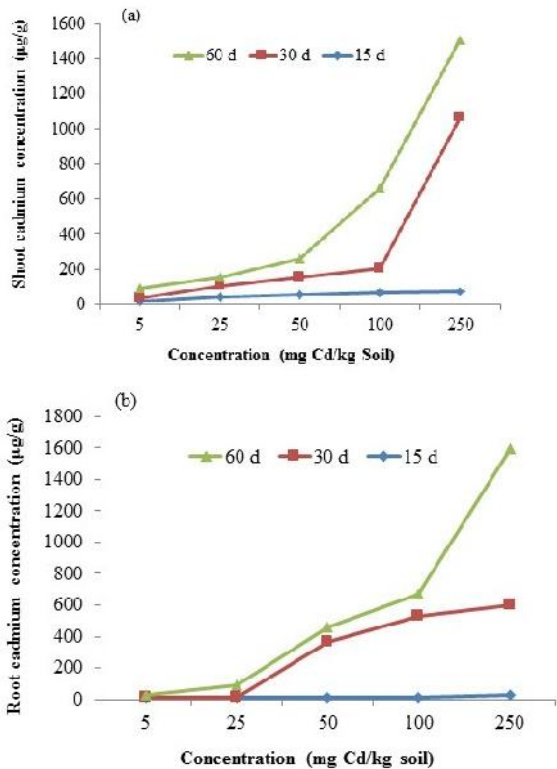 (a)
1600
1400
1200
1000
800
600
400
200
0
Shoot cadmium concentration (µg/g)
60 d 30 d 15 d
5 25 50 100 250
Concentration (mg Cd/kg Soil)
(b)
1800
1600
1400
1200
1000
800
600
400
200
0
Root cadmium concentration (µg/g)
60 d 30 d 15 d
5 25 50 100 250
Concentration (mg Cd/kg soil)